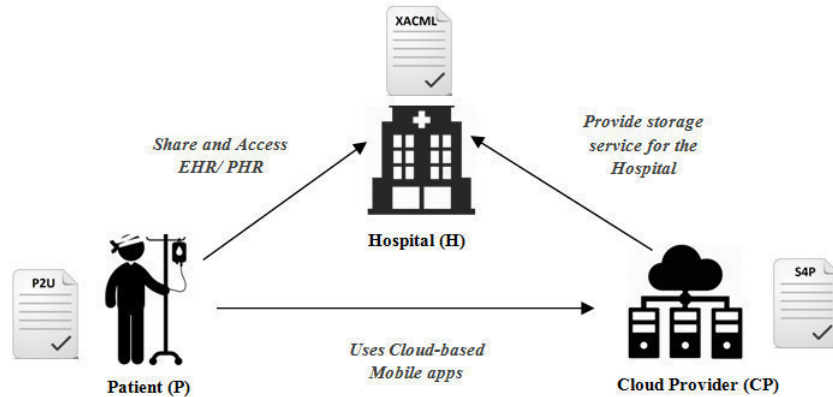 XACML
Share and Access
EHR/ PHR
Provide storage
service for the
Hospital
Hospital (H)
P2U
S4P
Uses Cloud-based
Mobile apps
Patient (P)
Cloud Provider (CP)